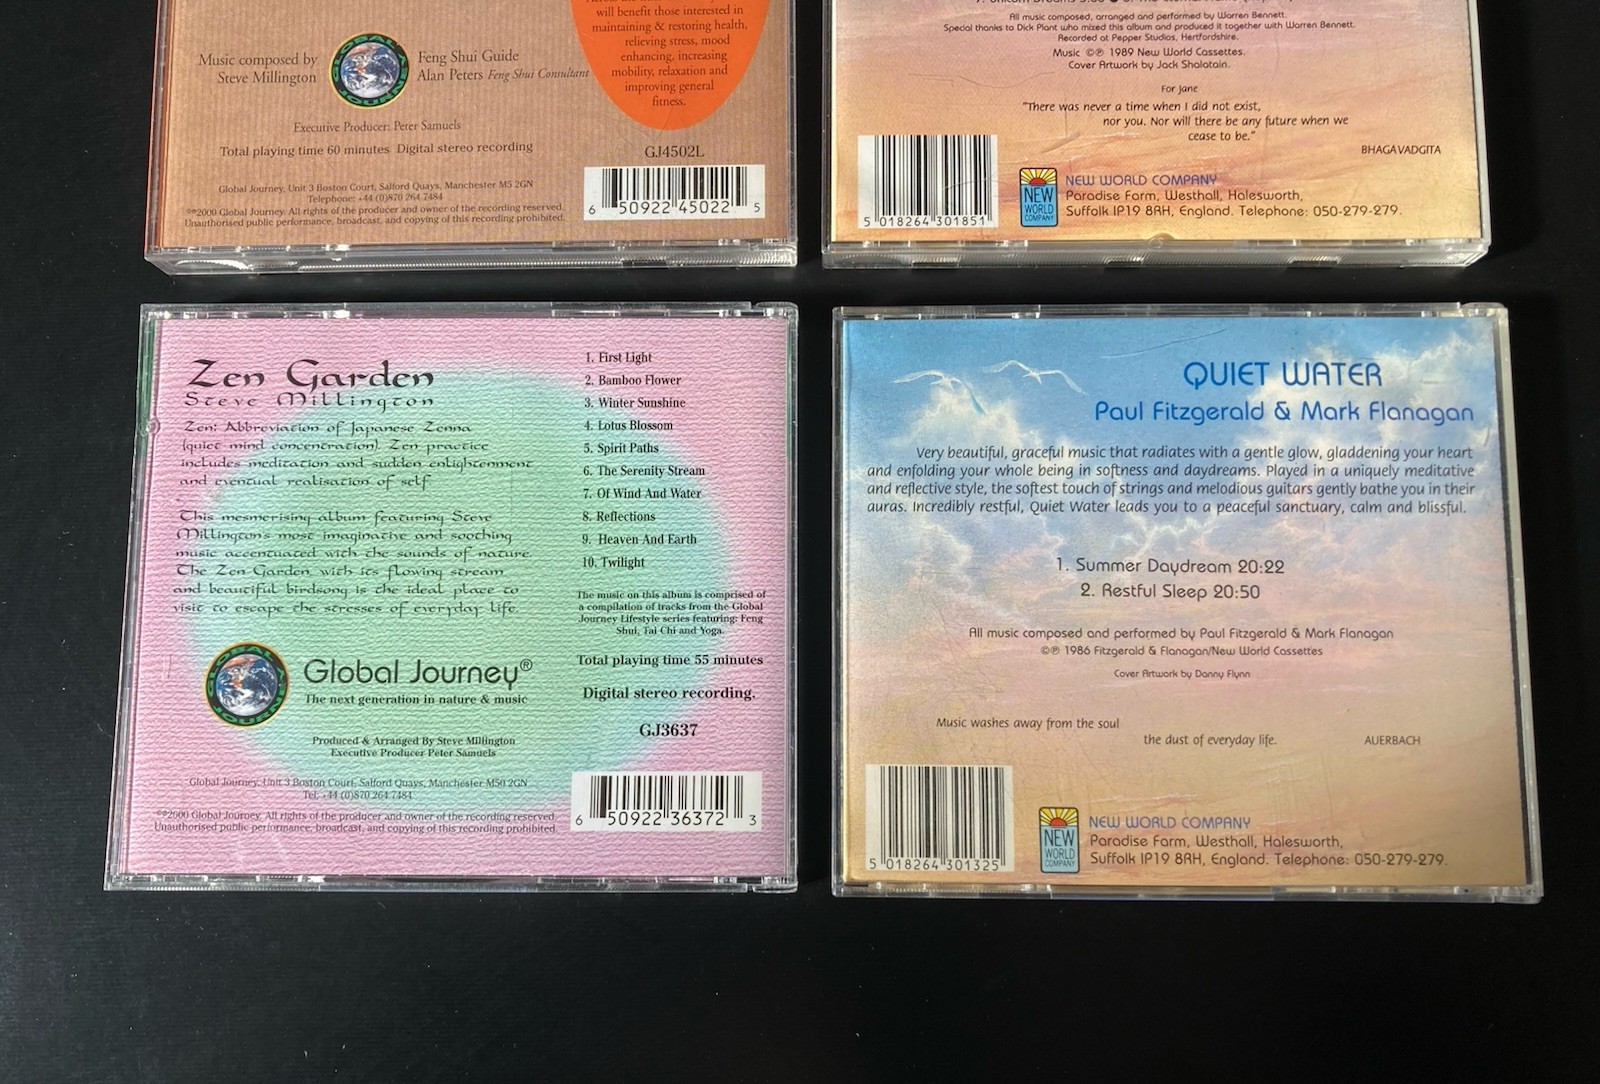 will benefit those interested in
maintaining & restoring health,
relieving stress, mood
enhancing, increasing
mobility, relaxation and
improving general
fitness.
Music composed by
Steve Millington
GLOBAL JOURNEY
Feng Shui Guide
Alan Peters Feng Shui Consultant
Executive Producer: Peter Samuels
Total playing time 60 minutes Digital stereo recording
GJ4502L
Global Journey, Unit 3 Boston Court, Salford Quays, Manchester M5 2GN
Telephone: +44 (0)870 264 7484
©℗2000 Global Journey. All rights of the producer and owner of the recording reserved.
Unauthorised public performance, broadcast, and copying of this recording prohibited.
6 50922 45022 5
All music composed, arranged and performed by Warren Bennett.
Special thanks to Dick Plant who mixed this album and produced it together with Warren Bennett.
Recorded at Pepper Studios, Hertfordshire.
Music ©℗ 1989 New World Cassettes.
Cover Artwork by Jack Shalatain.
For Jane
"There was never a time when I did not exist,
nor you. Nor will there be any future when we
cease to be."
BHAGAVADGITA
5 018264 301851
NEW WORLD COMPANY
NEW WORLD COMPANY
Paradise Farm, Westhall, Halesworth,
Suffolk IP19 8RH, England. Telephone: 050-279-279.
Zen Garden
Steve Millington
Zen: Abbreviation of Japanese Zenna
(quiet mind concentration). Zen practice
includes meditation and sudden enlightenment
and eventual realisation of self
This mesmerising album featuring Steve
Millington's most imaginative and soothing
music accentuated with the sounds of nature.
The Zen Garden, with its flowing stream
and beautiful birdsong is the ideal place to
visit to escape the stresses of everyday life.
GLOBAL JOURNEY
Global Journey®
The next generation in nature & music
Produced & Arranged By Steve Millington
Executive Producer Peter Samuels
Global Journey, Unit 3 Boston Court, Salford Quays, Manchester M50 2GN
Tel: +44 (0)870 264 7484
©℗2000 Global Journey. All rights of the producer and owner of the recording reserved.
Unauthorised public performance, broadcast, and copying of this recording prohibited.
1. First Light
2. Bamboo Flower
3. Winter Sunshine
4. Lotus Blossom
5. Spirit Paths
6. The Serenity Stream
7. Of Wind And Water
8. Reflections
9. Heaven And Earth
10. Twilight
The music on this album is comprised of
a compilation of tracks from the Global
Journey Lifestyle series featuring: Feng
Shui, Tai Chi and Yoga.
Total playing time 55 minutes
Digital stereo recording.
GJ3637
6 50922 36372 3
QUIET WATER
Paul Fitzgerald & Mark Flanagan
Very beautiful, graceful music that radiates with a gentle glow, gladdening your heart
and enfolding your whole being in softness and daydreams. Played in a uniquely meditative
and reflective style, the softest touch of strings and melodious guitars gently bathe you in their
auras. Incredibly restful, Quiet Water leads you to a peaceful sanctuary, calm and blissful.
1. Summer Daydream 20:22
2. Restful Sleep 20:50
All music composed and performed by Paul Fitzgerald & Mark Flanagan
©℗ 1986 Fitzgerald & Flanagan/New World Cassettes
Cover Artwork by Danny Flynn
Music washes away from the soul
the dust of everyday life.
AUERBACH
5 018264 301325
NEW WORLD COMPANY
NEW WORLD COMPANY
Paradise Farm, Westhall, Halesworth,
Suffolk IP19 8RH, England. Telephone: 050-279-279.